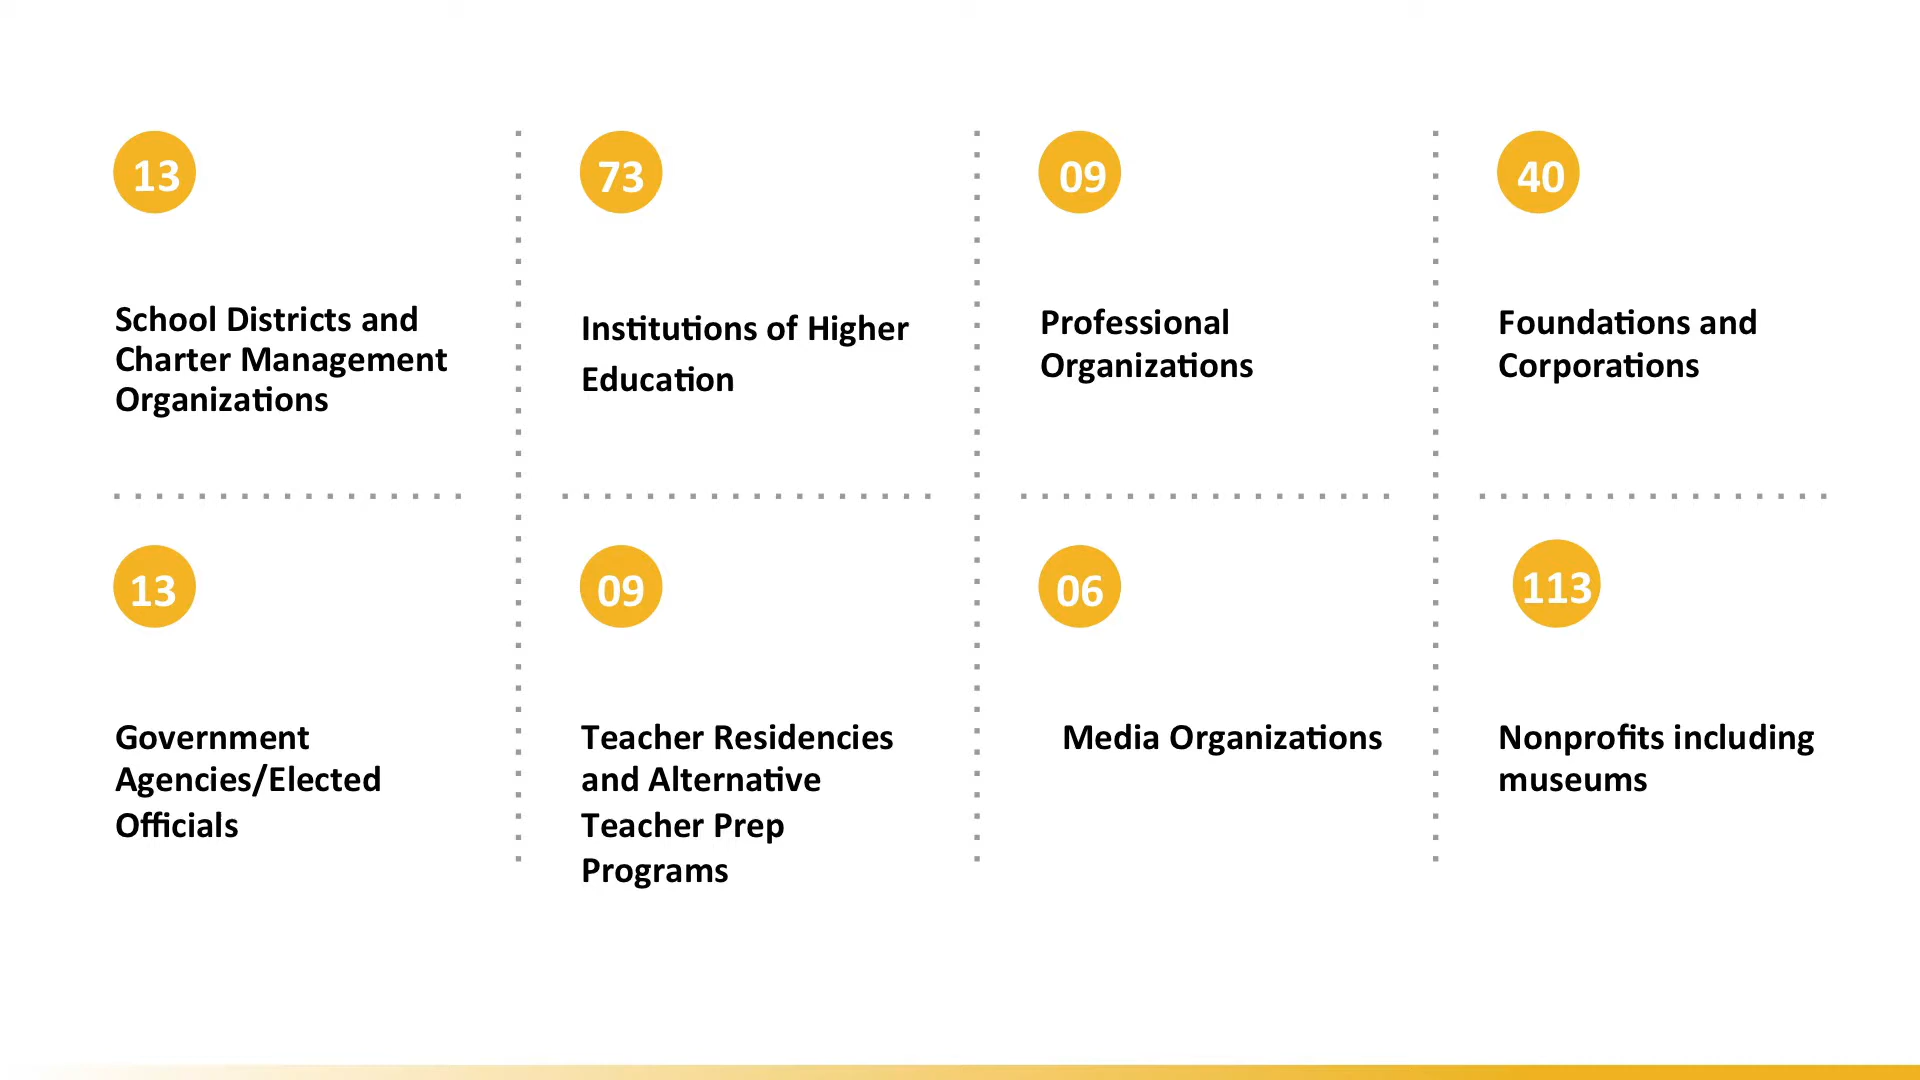 13
School Districts and
Charter Management
Organizations
73
Institutions of Higher
Education
09
Professional
Organizations
40
Foundations and
Corporations
13
Government
Agencies/Elected
Officials
09
Teacher Residencies
and Alternative
Teacher Prep
Programs
06
Media Organizations
113
Nonprofits including
museums